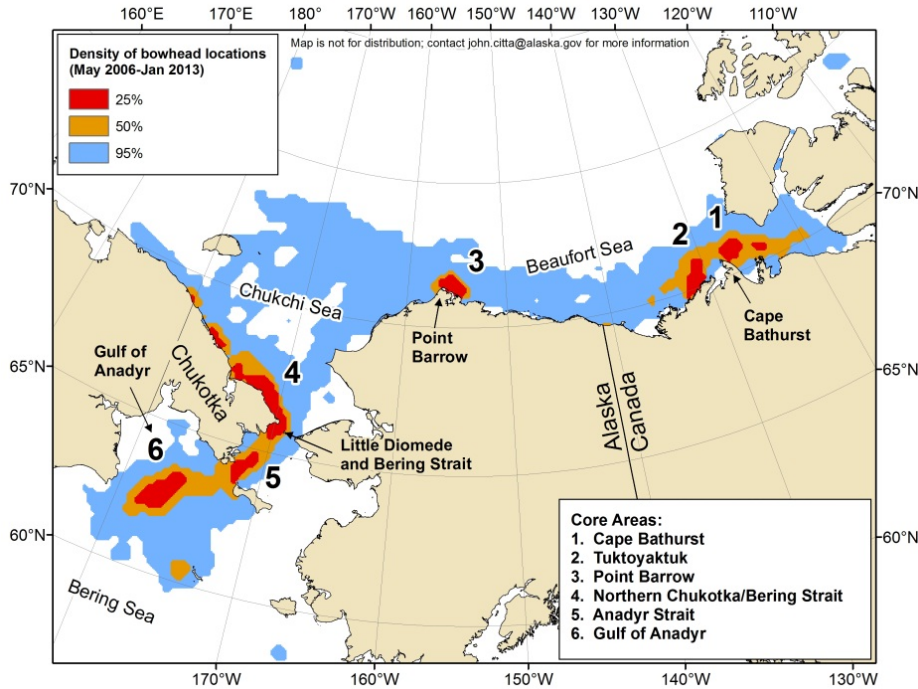 160°E
170°E
180°
170°W
160°W
150°W
140°W
130°W
120°W
110°W
Map is not for distribution; contact john.citta@alaska.gov for more information
Density of bowhead locations
(May 2006-Jan 2013)
25%
50%
95%
70°N
70°N
1
2
3
Beaufort Sea
Chukchi Sea
Point
Barrow
Cape
Bathurst
Gulf of
Anadyr
Chukotka
4
65°N
65°N
Alaska
Canada
6
Little Diomede
and Bering Strait
5
60°N
60°N
Bering Sea
Core Areas:
1. Cape Bathurst
2. Tuktoyaktuk
3. Point Barrow
4. Northern Chukotka/Bering Strait
5. Anadyr Strait
6. Gulf of Anadyr
170°W
160°W
150°W
140°W
130°W